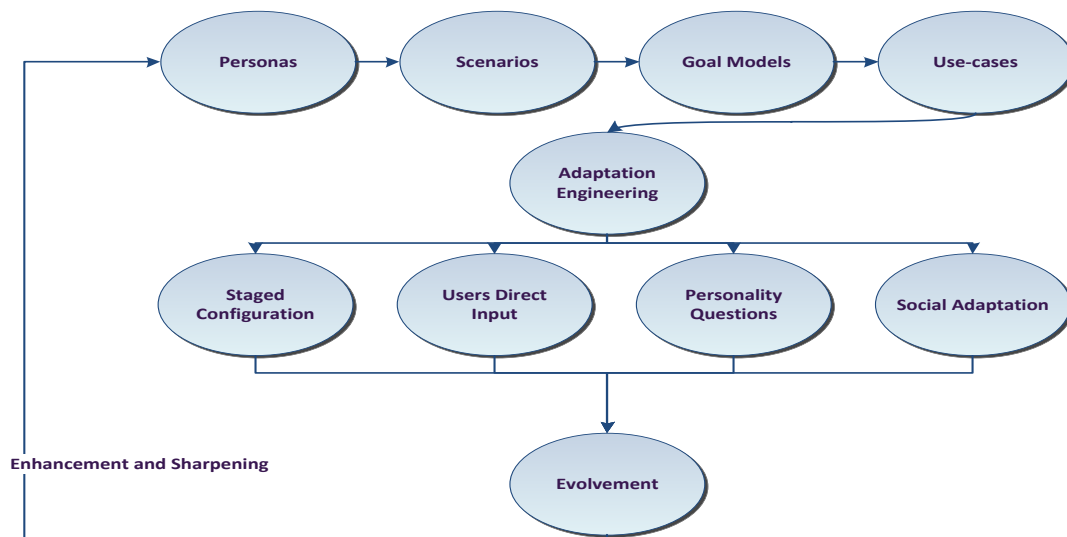 Personas
Scenarios
Goal Models
Use-cases
Adaptation
Engineering
Staged
Configuration
Users Direct
Input
Personality
Questions
Social Adaptation
Enhancement and Sharpening
Evolvement